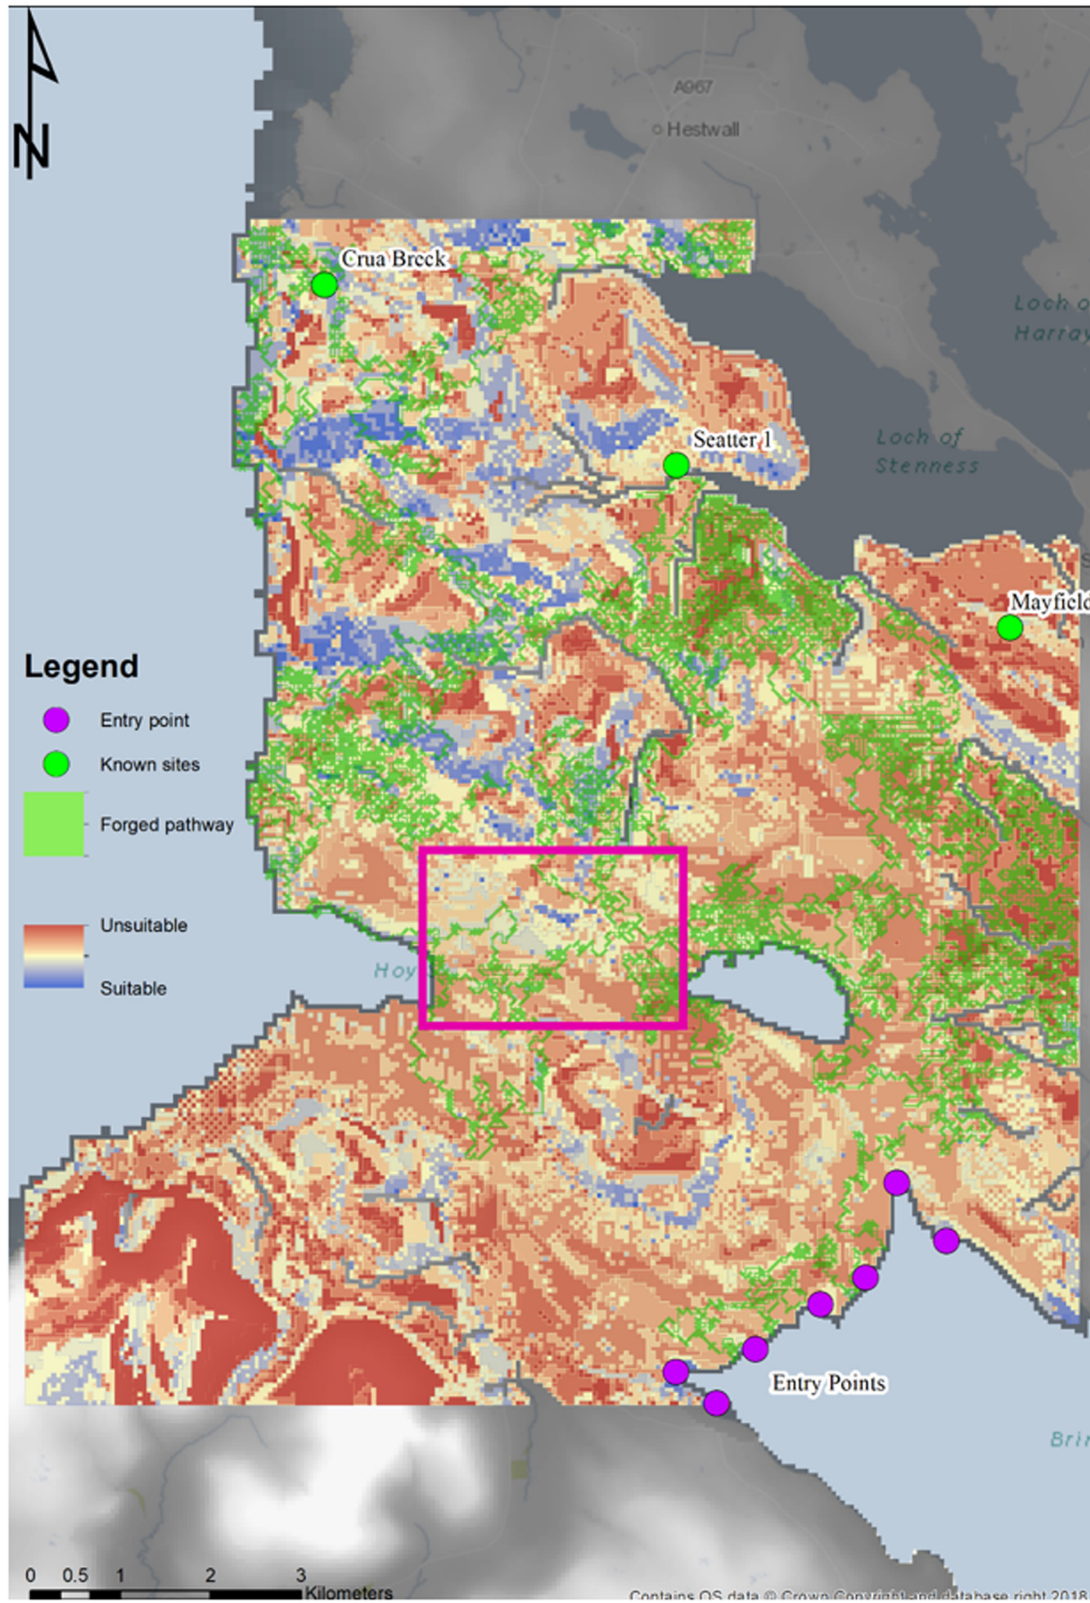 N
A967
Hestwall
Crua Breck
Loch o
Harray
Seatter 1
Loch of
Stenness
Mayfield
Legend
Entry point
Known sites
Forged pathway
Unsuitable
Suitable
Hoy
Entry Points
Brin
0 0.5 1 2 3
Kilometers
Contains OS data © Crown Copyright and database right 2018